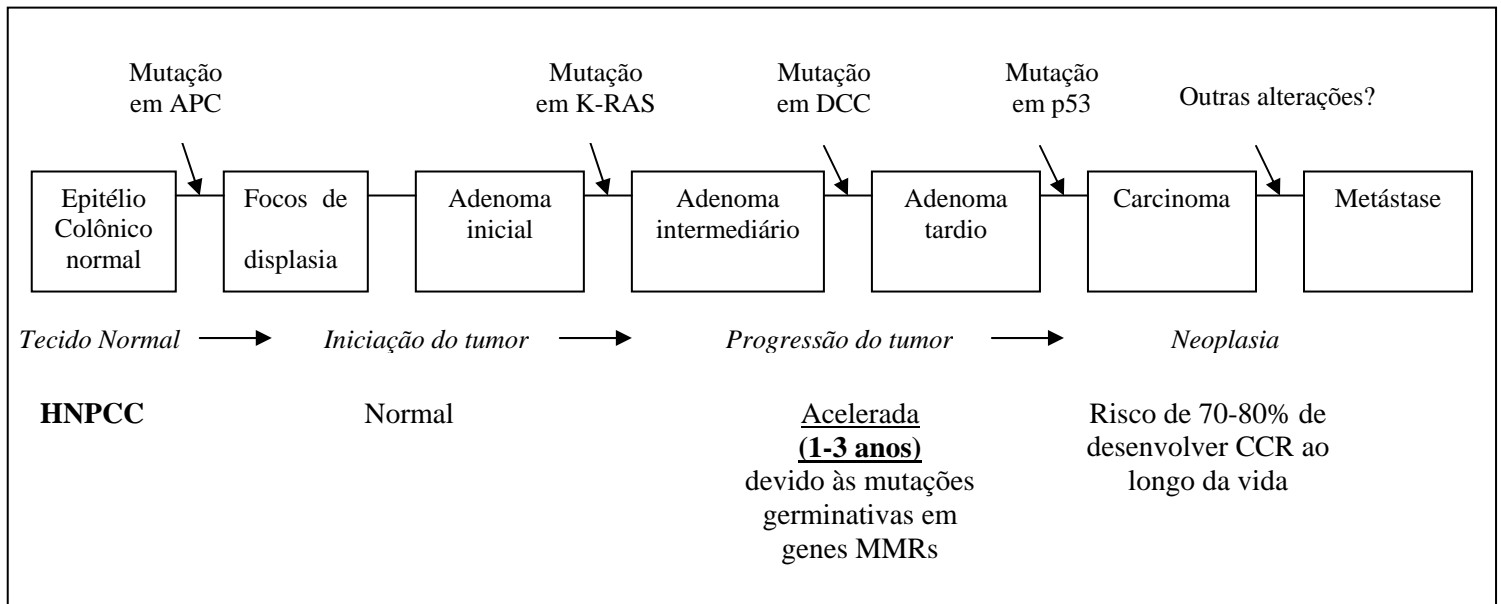 Mutação
em APC
Mutação
em K-RAS
Mutação
em DCC
Mutação
em p53
Outras alterações?
Epitélio
Colônico
normal
Focos de
displasia
Adenoma
inicial
Adenoma
intermediário
Adenoma
tardio
Carcinoma
Metástase
Tecido Normal
Iniciação do tumor
Progressão do tumor
Neoplasia
HNPCC
Normal
Acelerada
(1-3 anos)
devido às mutações
germinativas em
genes MMRs
Risco de 70-80% de
desenvolver CCR ao
longo da vida